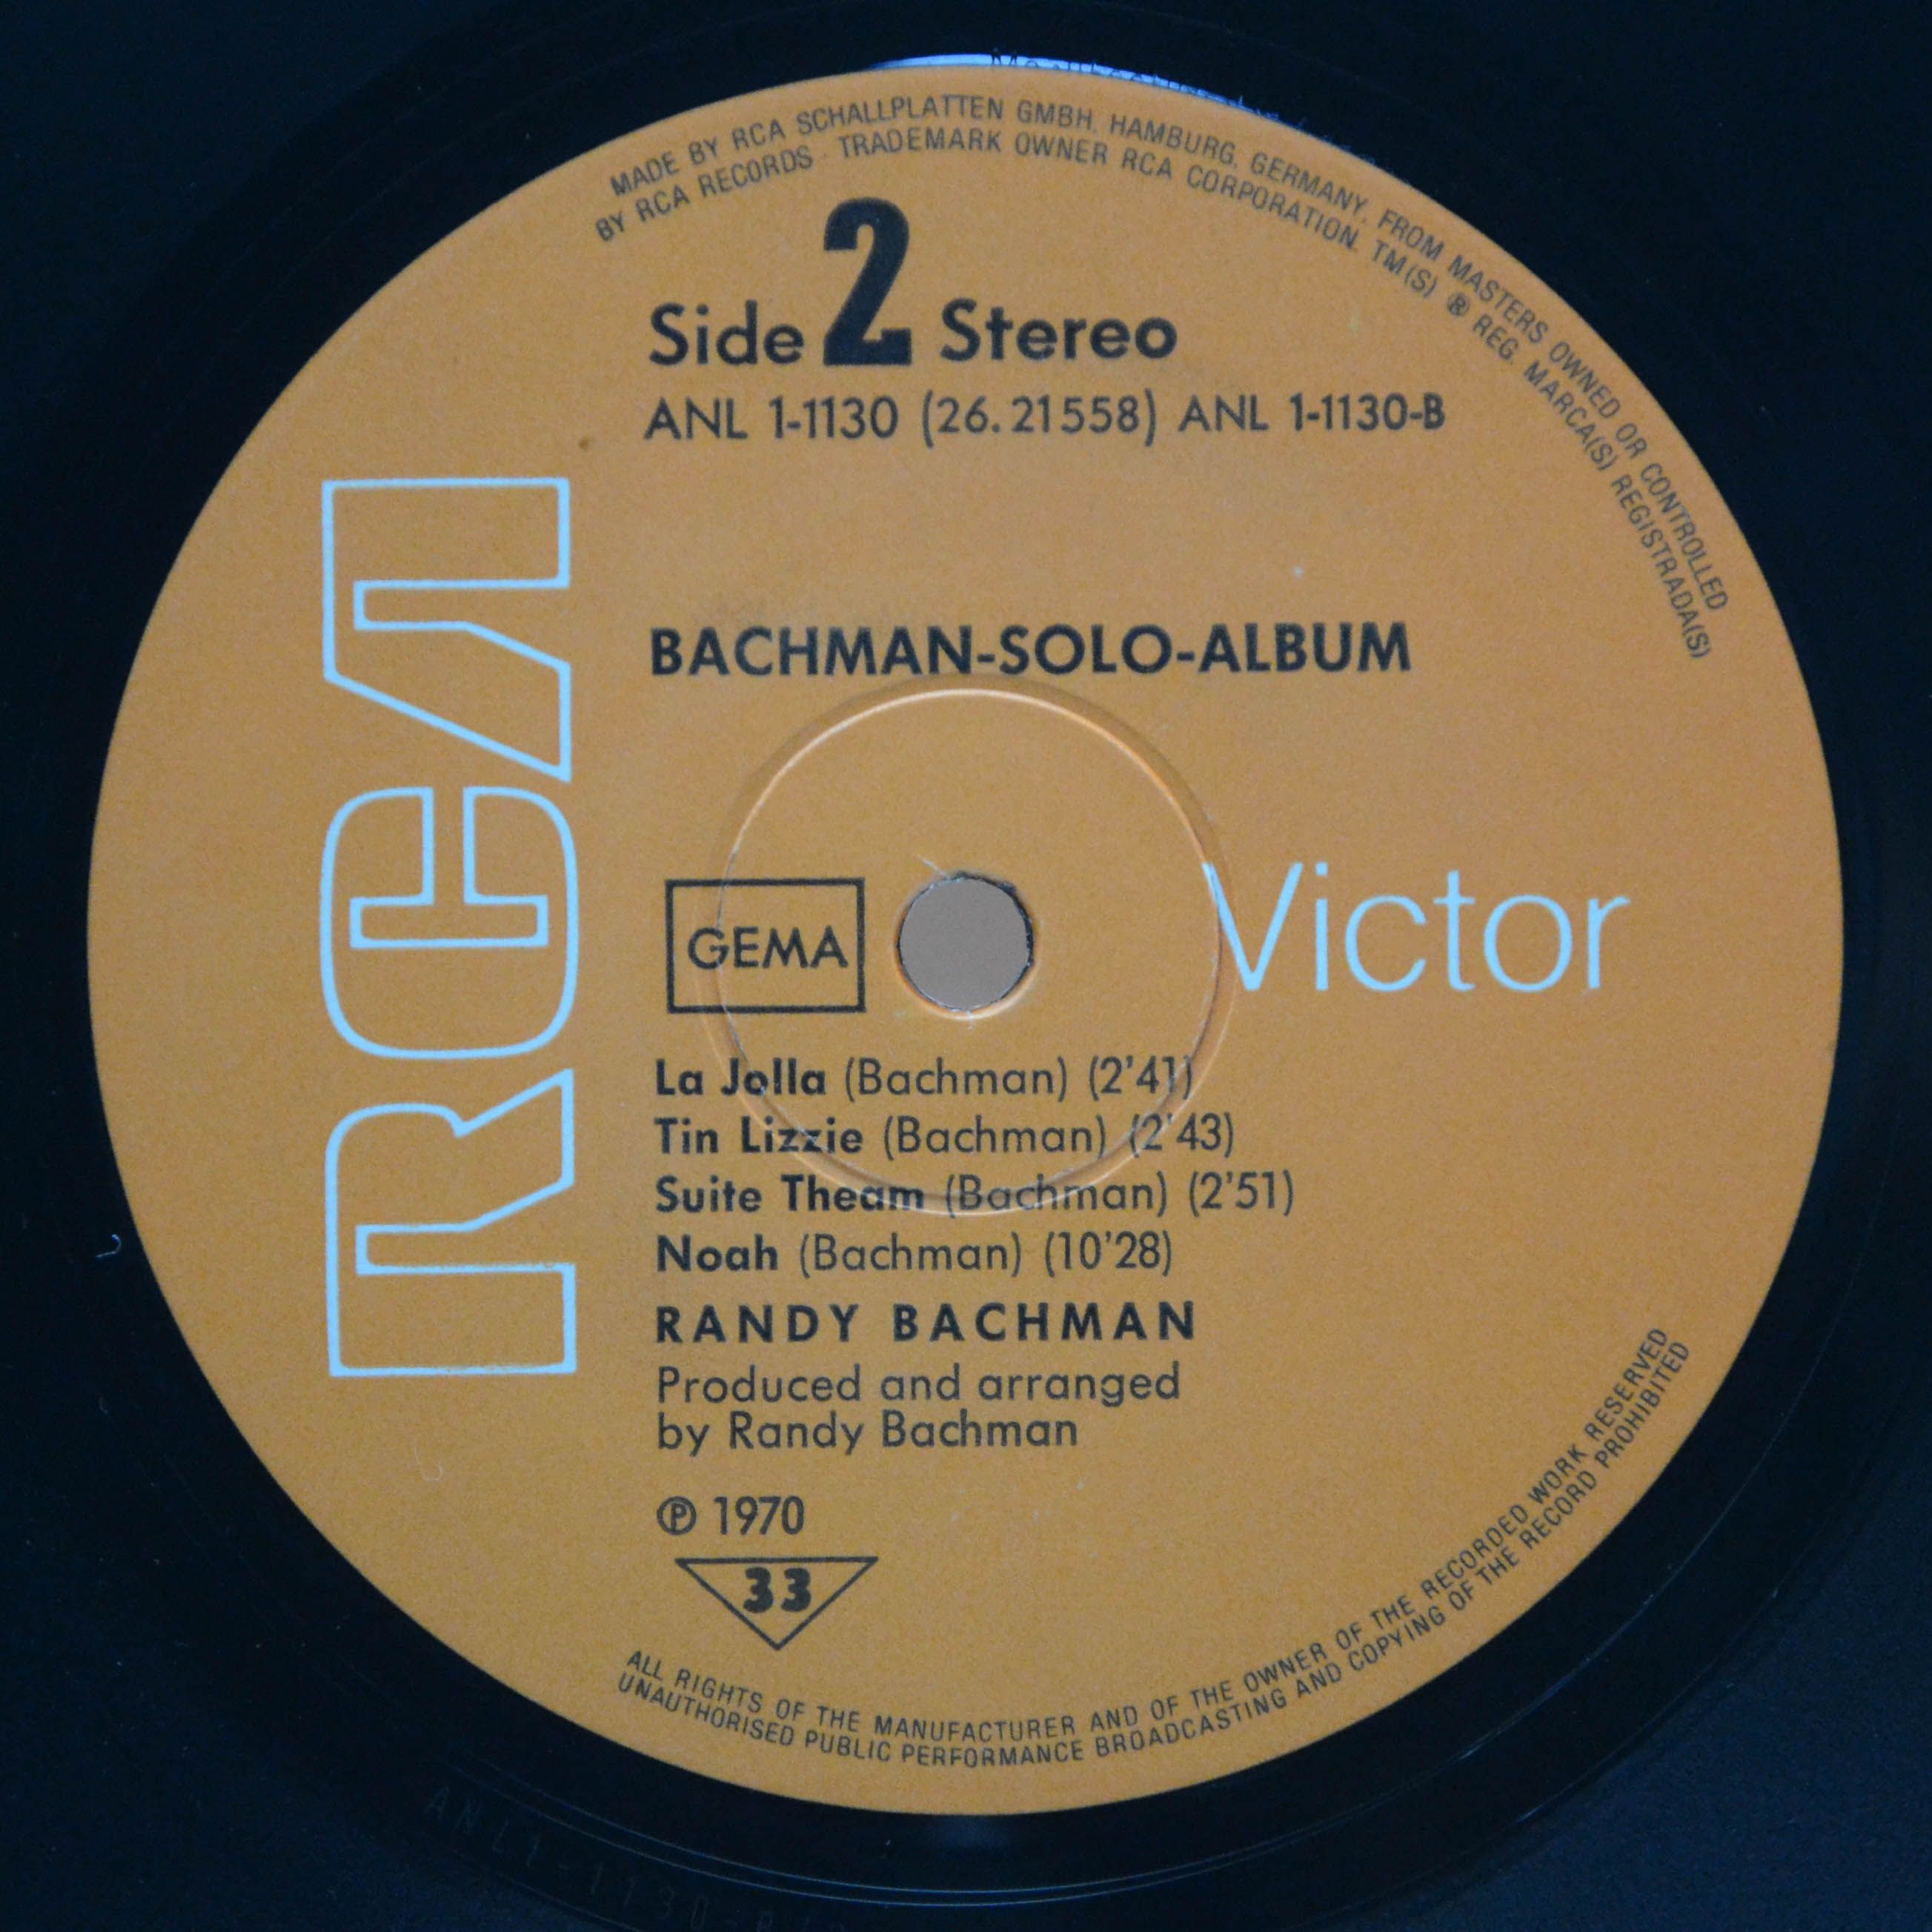 MADE BY RCA SCHALLPLATTEN GMBH, HAMBURG, GERMANY, FROM MASTERS OWNED OR CONTROLLED
BY RCA RECORDS · TRADEMARK OWNER RCA CORPORATION. TM(S) ® REG. MARCA(S) REGISTRADA(S)
Side 2 Stereo
ANL 1-1130 (26.21558) ANL 1-1130-B
BACHMAN-SOLO-ALBUM
RCA
GEMA
Victor
La Jolla (Bachman) (2'41)
Tin Lizzie (Bachman) (2'43)
Suite Theam (Bachman) (2'51)
Noah (Bachman) (10'28)
RANDY BACHMAN
Produced and arranged
by Randy Bachman
℗ 1970
33
ALL RIGHTS OF THE MANUFACTURER AND OF THE OWNER OF THE RECORDED WORK RESERVED
UNAUTHORISED PUBLIC PERFORMANCE BROADCASTING AND COPYING OF THE RECORD PROHIBITED